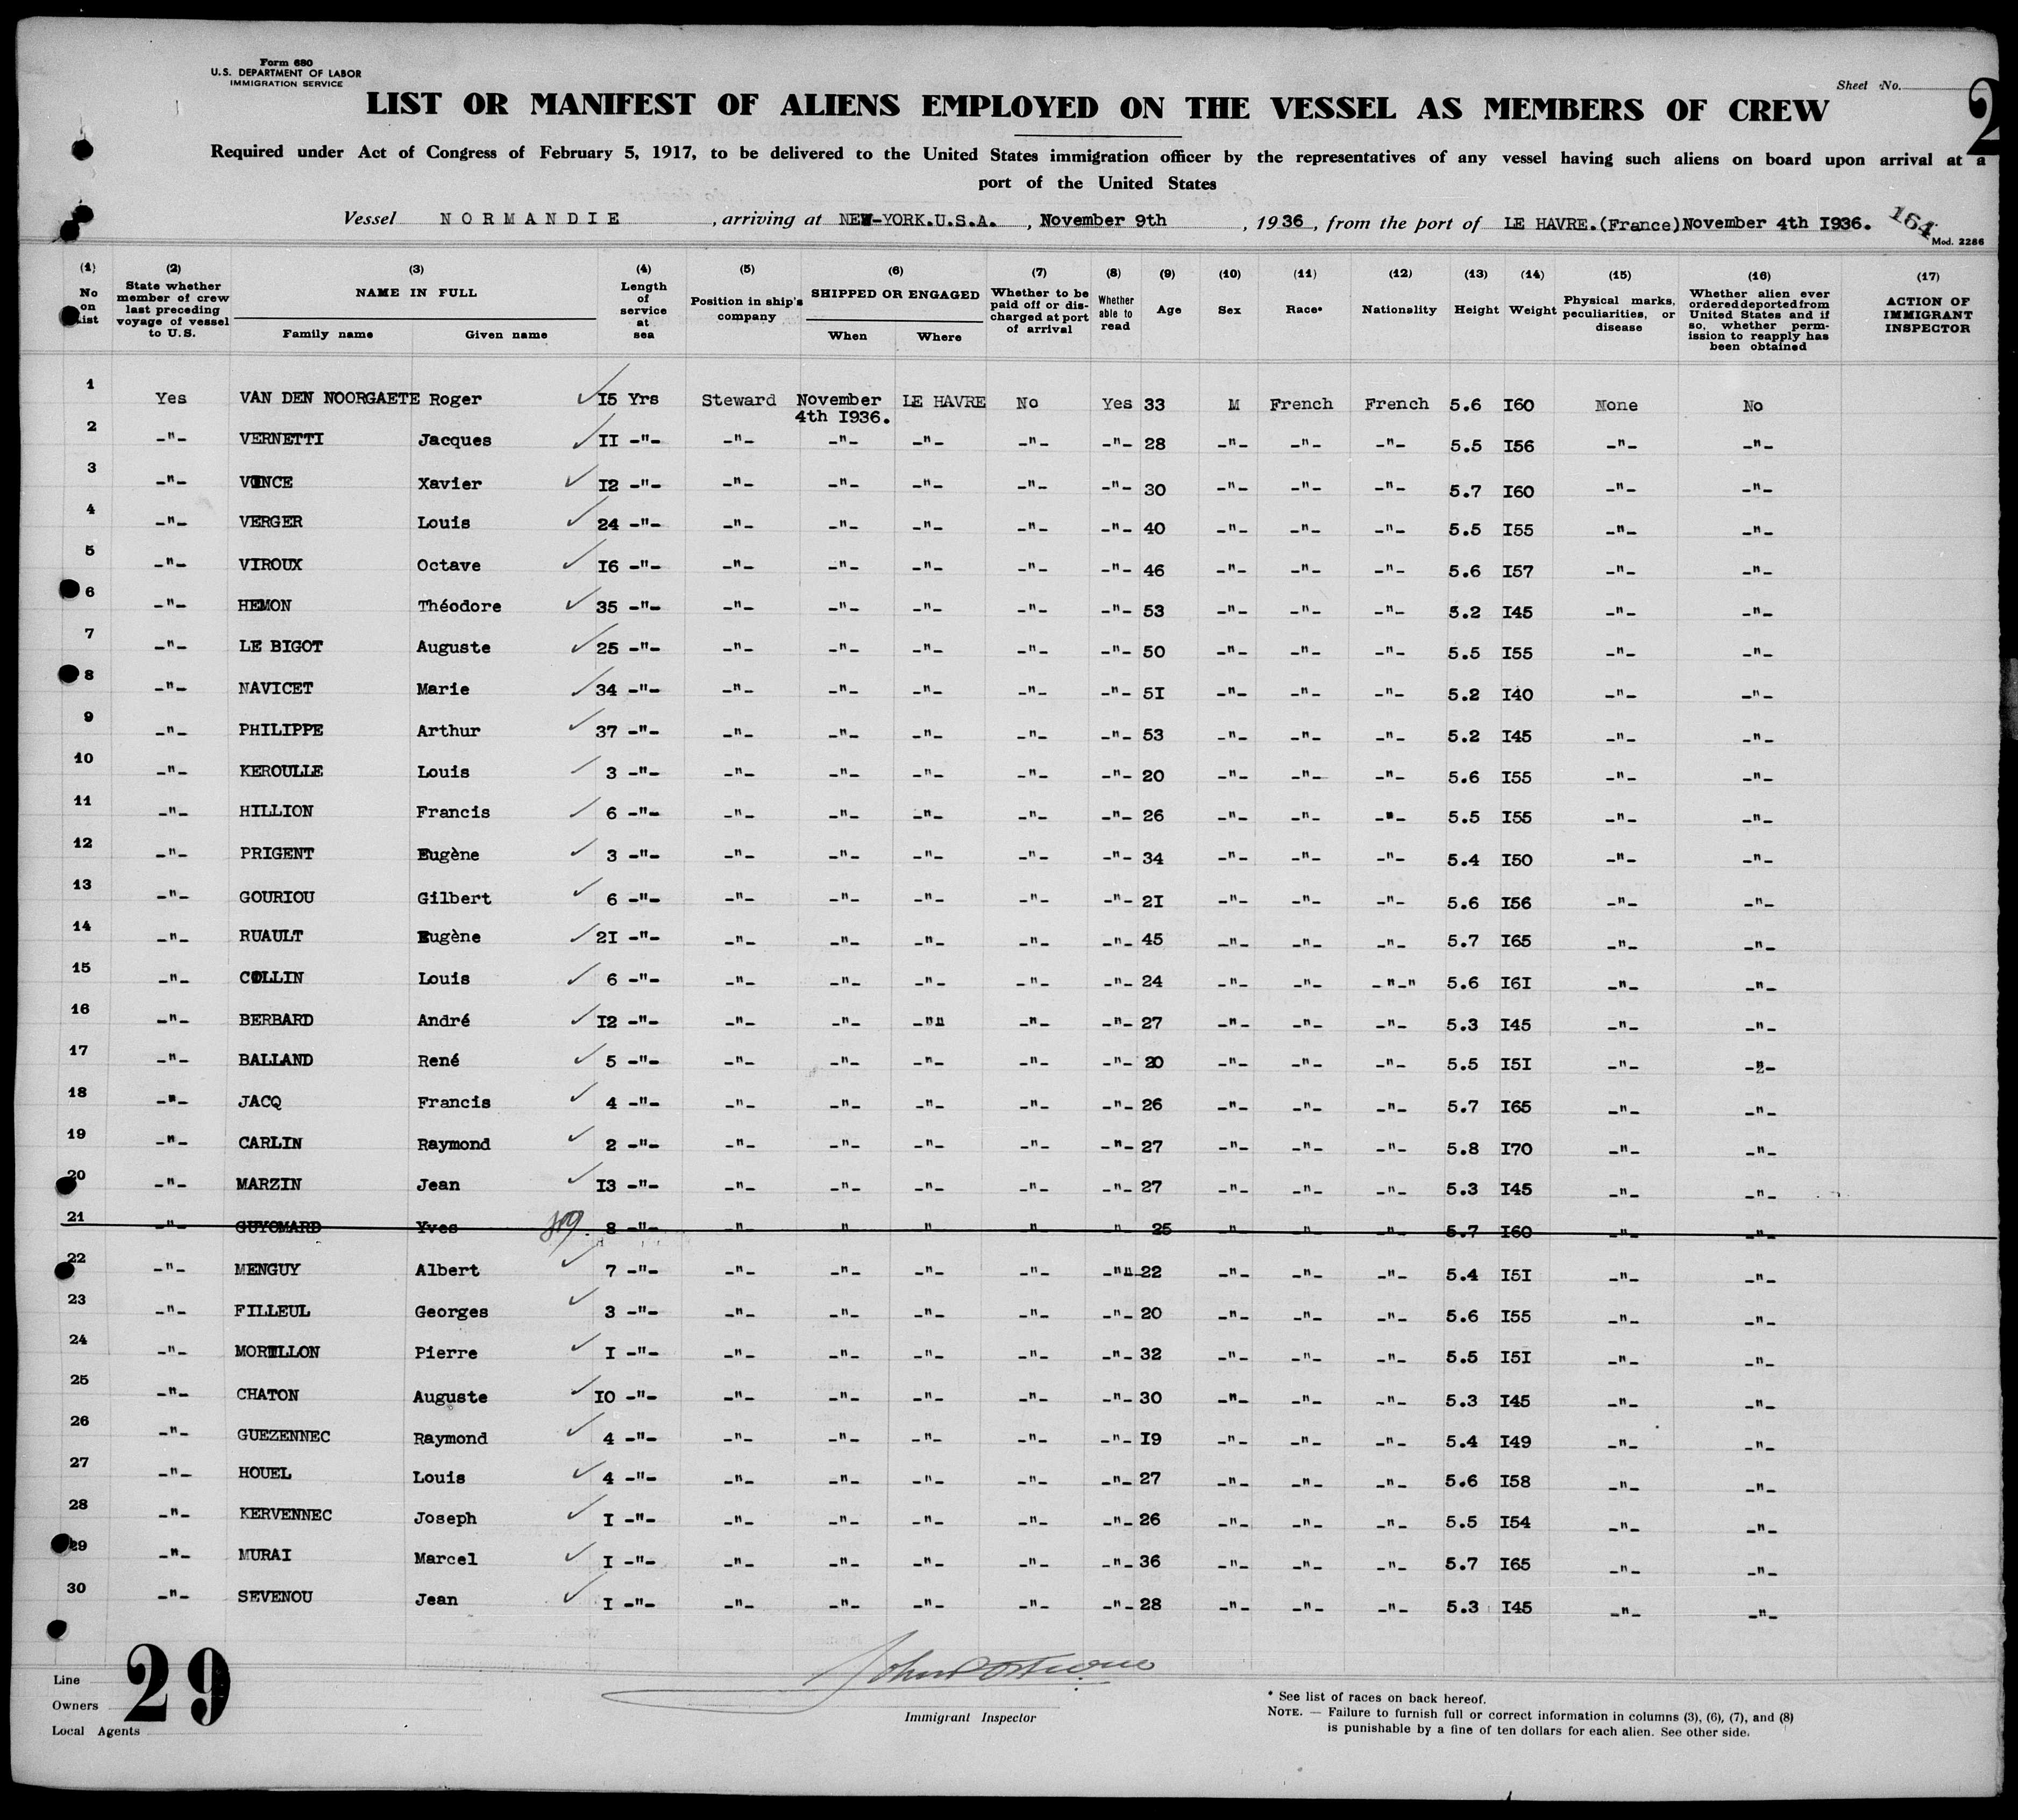 Form 680
U.S. DEPARTMENT OF LABOR
IMMIGRATION SERVICE
Sheet No.
2
LIST OR MANIFEST OF ALIENS EMPLOYED ON THE VESSEL AS MEMBERS OF CREW
Required under Act of Congress of February 5, 1917, to be delivered to the United States immigration officer by the representatives of any vessel having such aliens on board upon arrival at a
port of the United States
Vessel NORMANDIE, arriving at NEW-YORK.U.S.A., November 9th, 1936, from the port of LE HAVRE.(France)November 4th I936.
164
Mod. 2286
(1) No on List (2) State whether member of crew last preceding voyage of vessel to U.S. (3) NAME IN FULL Family name Given name (4) Length of service at sea (5) Position in ship's company (6) SHIPPED OR ENGAGED When Where (7) Whether to be paid off or discharged at port of arrival (8) Whether able to read (9) Age (10) Sex (11) Race* (12) Nationality (13) Height (14) Weight (15) Physical marks, peculiarities, or disease (16) Whether alien ever ordered deported from United States and if so, whether permission to reapply has been obtained (17) ACTION OF IMMIGRANT INSPECTOR
1 Yes VAN DEN NOORGAETE Roger ✓ I5 Yrs Steward November 4th I936. LE HAVRE No Yes 33 M French French 5.6 I60 None No
2 -"- VERNETTI Jacques ✓ II -"- -"- -"- -"- -"- -"- 28 -"- -"- -"- 5.5 I56 -"- -"-
3 -"- VINCE Xavier ✓ I2 -"- -"- -"- -"- -"- -"- 30 -"- -"- -"- 5.7 I60 -"- -"-
4 -"- VERGER Louis ✓ 24 -"- -"- -"- -"- -"- -"- 40 -"- -"- -"- 5.5 I55 -"- -"-
5 -"- VIROUX Octave ✓ I6 -"- -"- -"- -"- -"- -"- 46 -"- -"- -"- 5.6 I57 -"- -"-
6 -"- HEMON Théodore ✓ 35 -"- -"- -"- -"- -"- -"- 53 -"- -"- -"- 5.2 I45 -"- -"-
7 -"- LE BIGOT Auguste ✓ 25 -"- -"- -"- -"- -"- -"- 50 -"- -"- -"- 5.5 I55 -"- -"-
8 -"- NAVICET Marie ✓ 34 -"- -"- -"- -"- -"- -"- 5I -"- -"- -"- 5.2 I40 -"- -"-
9 -"- PHILIPPE Arthur ✓ 37 -"- -"- -"- -"- -"- -"- 53 -"- -"- -"- 5.2 I45 -"- -"-
10 -"- KEROULLE Louis ✓ 3 -"- -"- -"- -"- -"- -"- 20 -"- -"- -"- 5.6 I55 -"- -"-
11 -"- HILLION Francis ✓ 6 -"- -"- -"- -"- -"- -"- 26 -"- -"- -"- 5.5 I55 -"- -"-
12 -"- PRIGENT Eugène ✓ 3 -"- -"- -"- -"- -"- -"- 34 -"- -"- -"- 5.4 I50 -"- -"-
13 -"- GOURIOU Gilbert ✓ 6 -"- -"- -"- -"- -"- -"- 2I -"- -"- -"- 5.6 I56 -"- -"-
14 -"- RUAULT Eugène ✓ 2I -"- -"- -"- -"- -"- -"- 45 -"- -"- -"- 5.7 I65 -"- -"-
15 -"- COLLIN Louis ✓ 6 -"- -"- -"- -"- -"- -"- 24 -"- -"- -"-" 5.6 I6I -"- -"-
16 -"- BERBARD André ✓ I2 -"- -"- -"- -"" -"- -"- 27 -"- -"- -"- 5.3 I45 -"- -"-
17 -"- BALLAND René ✓ 5 -"- -"- -"- -"- -"- -"- 20 -"- -"- -"- 5.5 I5I -"- -"-
18 -"- JACQ Francis ✓ 4 -"- -"- -"- -"- -"- -"- 26 -"- -"- -"- 5.7 I65 -"- -"-
19 -"- CARLIN Raymond ✓ 2 -"- -"- -"- -"- -"- -"- 27 -"- -"- -"- 5.8 I70 -"- -"-
20 -"- MARZIN Jean ✓ I3 -"- -"- -"- -"- -"- -"- 27 -"- -"- -"- 5.3 I45 -"- -"-
21 -"- GUYOMARD Yves 8 -"- -"- " " " " 25 " " " 5.7 I60 -"- -"-
22 -"- MENGUY Albert ✓ 7 -"- -"- -"- -"- -"- -"" 22 -"- -"- -"- 5.4 I5I -"- -"-
23 -"- FILLEUL Georges ✓ 3 -"- -"- -"- -"- -"- -"- 20 -"- -"- -"- 5.6 I55 -"- -"-
24 -"- MORILLON Pierre ✓ I -"- -"- -"- -"- -"- -"- 32 -"- -"- -"- 5.5 I5I -"- -"-
25 -"- CHATON Auguste ✓ I0 -"- -"- -"- -"- -"- -"- 30 -"- -"- -"- 5.3 I45 -"- -"-
26 -"- GUEZENNEC Raymond ✓ 4 -"- -"- -"- -"- -"- -"- I9 -"- -"- -"- 5.4 I49 -"- -"-
27 -"- HOUEL Louis ✓ 4 -"- -"- -"- -"- -"- -"- 27 -"- -"- -"- 5.6 I58 -"- -"-
28 -"- KERVENNEC Joseph ✓ I -"- -"- -"- -"- -"- -"- 26 -"- -"- -"- 5.5 I54 -"- -"-
29 -"- MURAI Marcel ✓ I -"- -"- -"- -"- -"- -"- 36 -"- -"- -"- 5.7 I65 -"- -"-
30 -"- SEVENOU Jean ✓ I -"- -"- -"- -"- -"- -"- 28 -"- -"- -"- 5.3 I45 -"- -"-
Line
Owners
Local Agents
29
Immigrant Inspector
* See list of races on back hereof.
NOTE. — Failure to furnish full or correct information in columns (3), (6), (7), and (8)
is punishable by a fine of ten dollars for each alien. See other side.